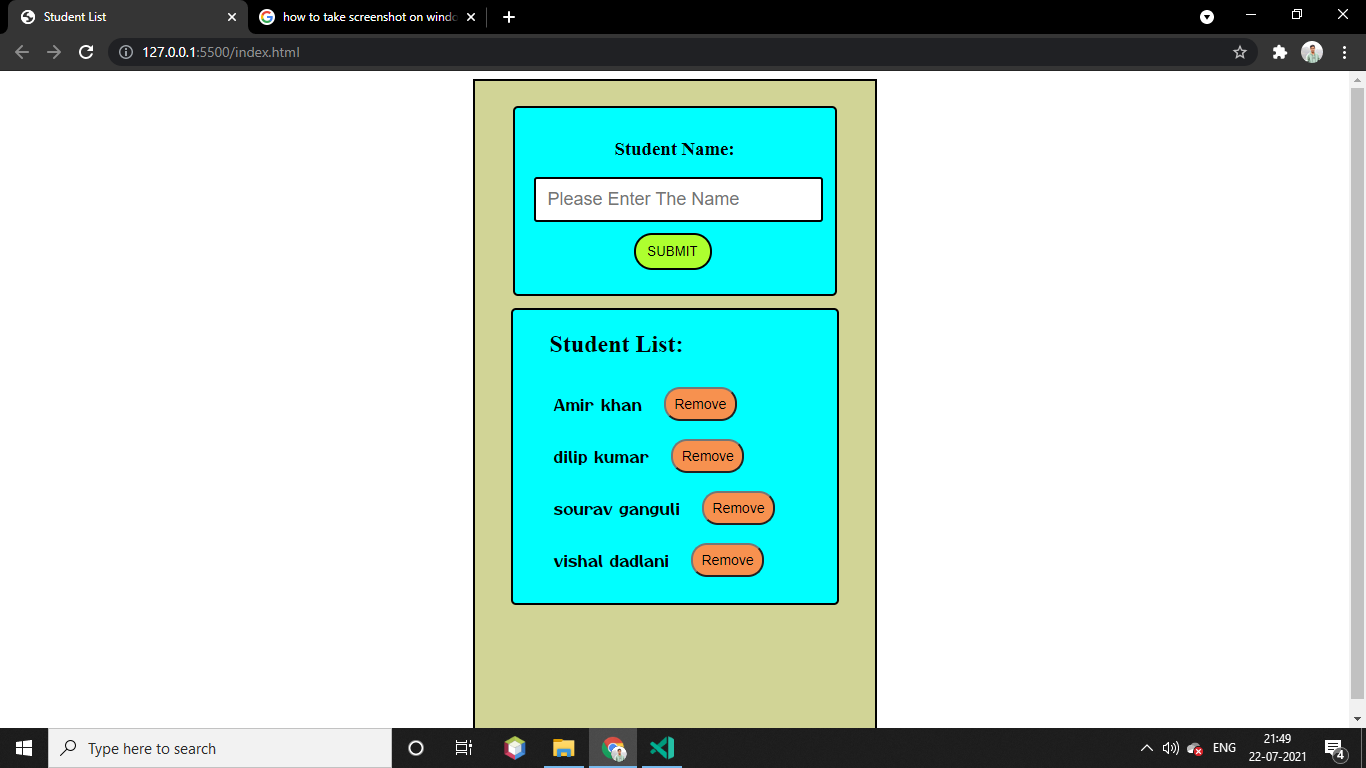 Student List
how to take screenshot on windo
127.0.0.1:5500/index.html
Student Name:
Please Enter The Name
SUBMIT
Student List:
Amir khan Remove
dilip kumar Remove
sourav ganguli Remove
vishal dadlani Remove
Type here to search
ENG
21:49
22-07-2021
4